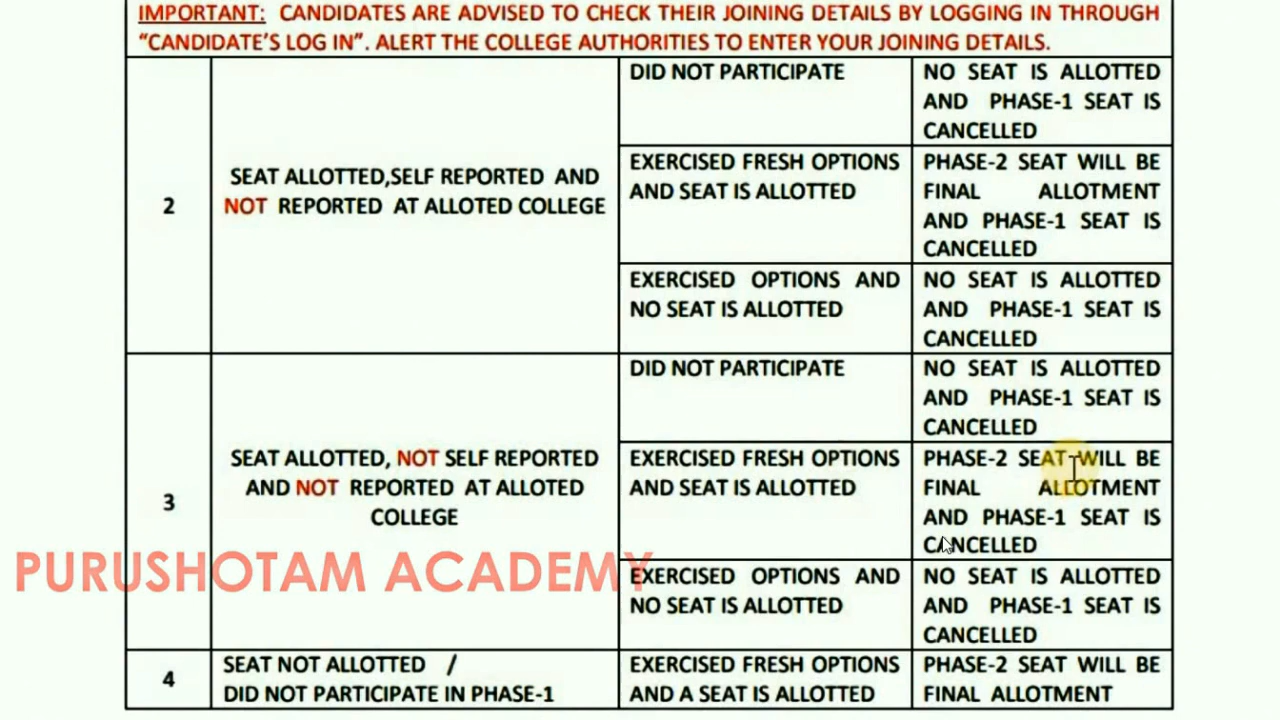 IMPORTANT: CANDIDATES ARE ADVISED TO CHECK THEIR JOINING DETAILS BY LOGGING IN THROUGH
“CANDIDATE’S LOG IN”. ALERT THE COLLEGE AUTHORITIES TO ENTER YOUR JOINING DETAILS.
2
SEAT ALLOTTED,SELF REPORTED AND
NOT REPORTED AT ALLOTED COLLEGE
DID NOT PARTICIPATE
NO SEAT IS ALLOTTED
AND PHASE-1 SEAT IS
CANCELLED
EXERCISED FRESH OPTIONS
AND SEAT IS ALLOTTED
PHASE-2 SEAT WILL BE
FINAL ALLOTMENT
AND PHASE-1 SEAT IS
CANCELLED
EXERCISED OPTIONS AND
NO SEAT IS ALLOTTED
NO SEAT IS ALLOTTED
AND PHASE-1 SEAT IS
CANCELLED
3
SEAT ALLOTTED, NOT SELF REPORTED
AND NOT REPORTED AT ALLOTED
COLLEGE
DID NOT PARTICIPATE
NO SEAT IS ALLOTTED
AND PHASE-1 SEAT IS
CANCELLED
EXERCISED FRESH OPTIONS
AND SEAT IS ALLOTTED
PHASE-2 SEAT WILL BE
FINAL ALLOTMENT
AND PHASE-1 SEAT IS
CANCELLED
PURUSHOTAM ACADEMY
EXERCISED OPTIONS AND
NO SEAT IS ALLOTTED
NO SEAT IS ALLOTTED
AND PHASE-1 SEAT IS
CANCELLED
4
SEAT NOT ALLOTTED /
DID NOT PARTICIPATE IN PHASE-1
EXERCISED FRESH OPTIONS
AND A SEAT IS ALLOTTED
PHASE-2 SEAT WILL BE
FINAL ALLOTMENT